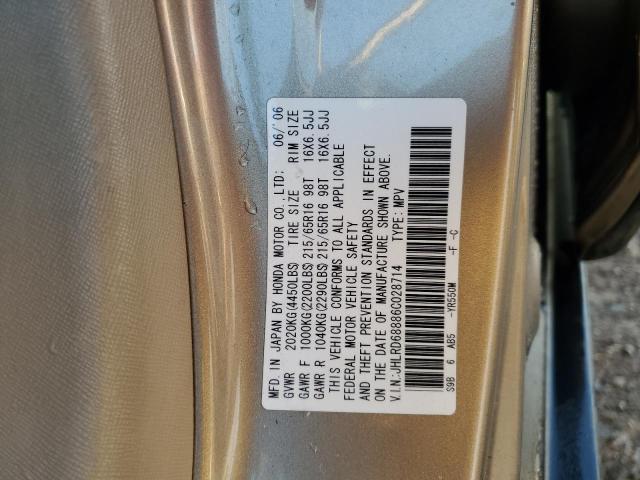 MFD. IN JAPAN BY HONDA MOTOR CO., LTD; 06/'06
GVWR 2020KG(4450LBS) TIRE SIZE RIM SIZE
GAWR F 1000KG(2200LBS) 215/65R16 98T 16X6.5JJ
GAWR R 1040KG(2290LBS) 215/65R16 98T 16X6.5JJ
THIS VEHICLE CONFORMS TO ALL APPLICABLE
FEDERAL MOTOR VEHICLE SAFETY
AND THEFT PREVENTION STANDARDS IN EFFECT
ON THE DATE OF MANUFACTURE SHOWN ABOVE.
V.I.N.:JHLRD68886C028714 TYPE: MPV
S9B 6 AB5 -YR550M -F -C